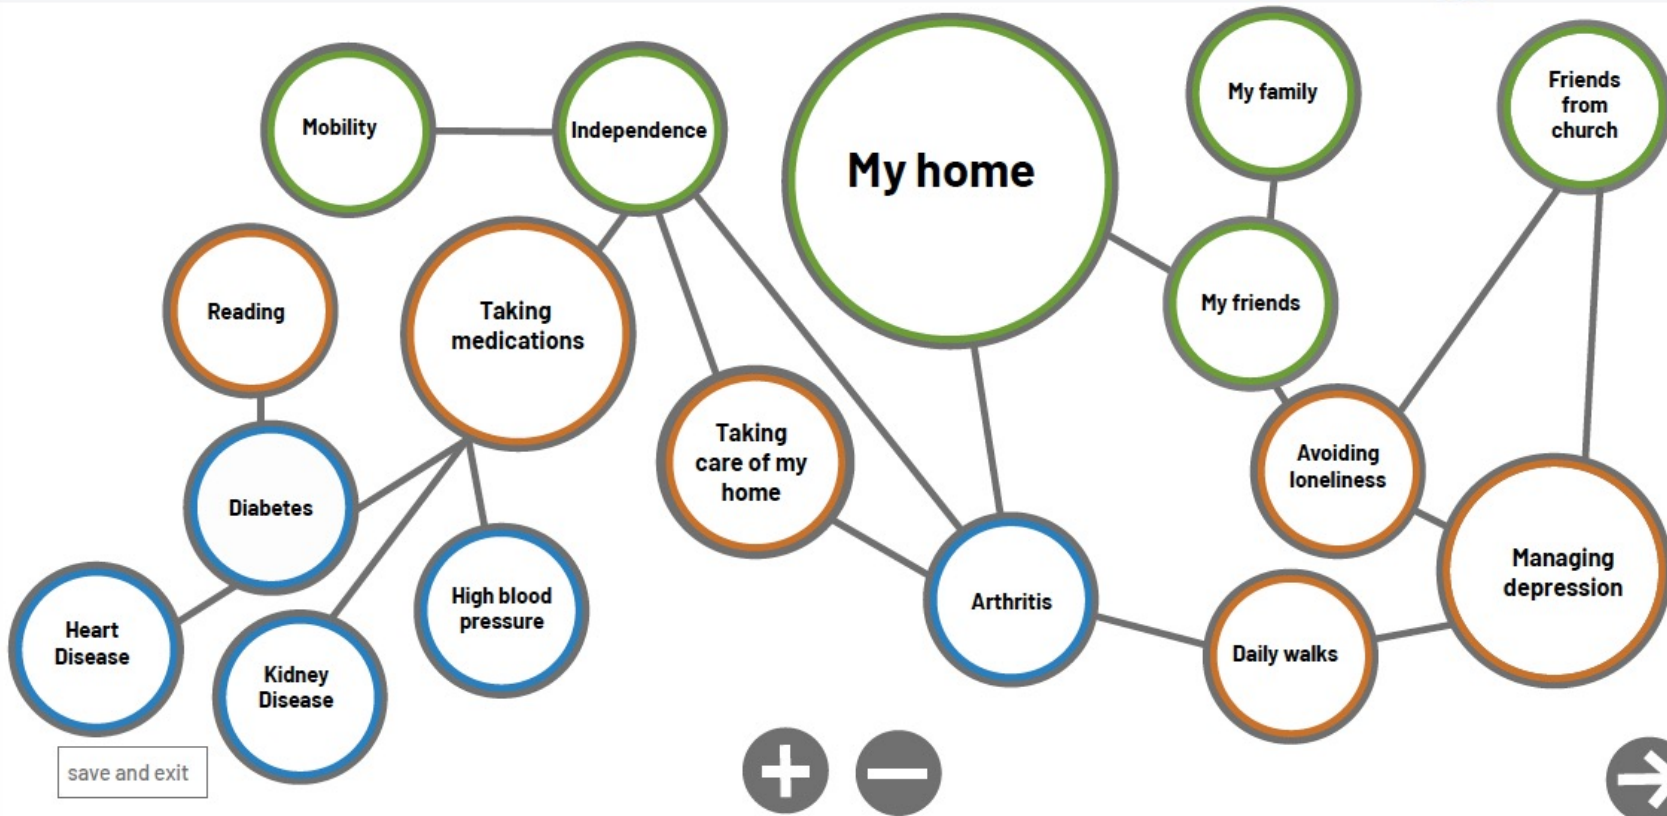 Mobility
Independence
My home
My family
Friends
from
church
Reading
Taking
medications
My friends
Taking
care of my
home
Avoiding
loneliness
Diabetes
High blood
pressure
Arthritis
Managing
depression
Heart
Disease
Kidney
Disease
Daily walks
save and exit